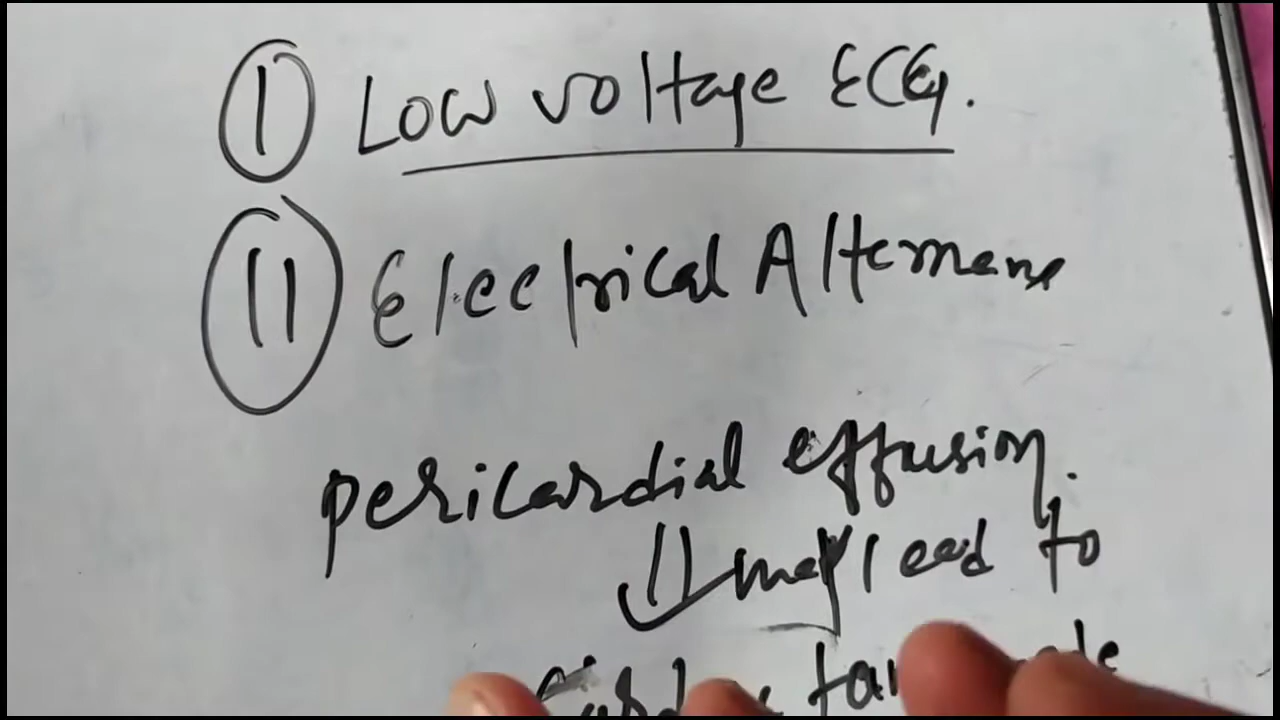 I Low voltage ECG.
II Electrical Alternans
pericardial effusion.
may lead to